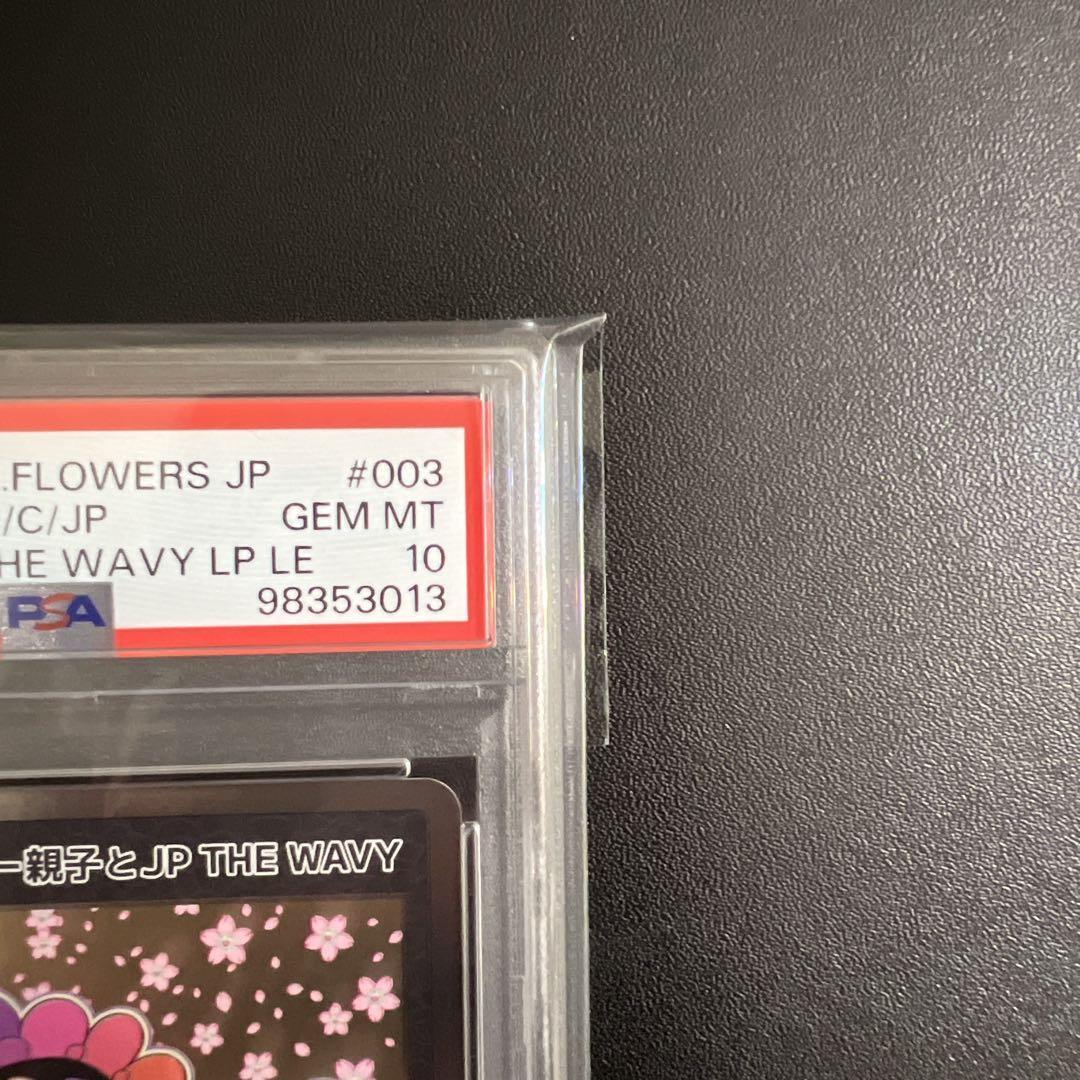 .FLOWERS JP #003
/C/JP GEM MT
HE WAVY LP LE 10
98353013
PSA
ー親子とJP THE WAVY